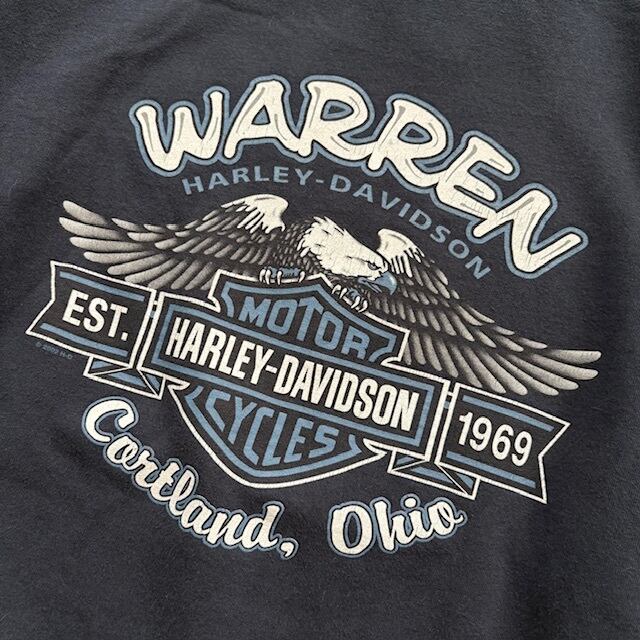 WARREN
HARLEY-DAVIDSON
MOTOR
EST. HARLEY-DAVIDSON 1969
CYCLES
Cortland, Ohio